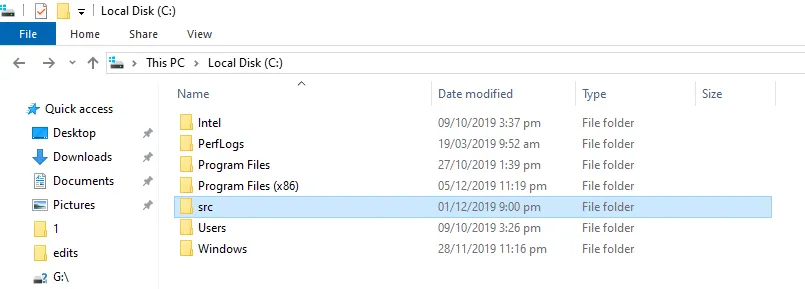 Local Disk (C:)
File Home Share View
This PC Local Disk (C:)
Name Date modified Type Size
Quick access
Desktop
Downloads
Documents
Pictures
1
edits
G:\
Intel 09/10/2019 3:37 pm File folder
PerfLogs 19/03/2019 9:52 am File folder
Program Files 27/10/2019 1:39 pm File folder
Program Files (x86) 05/12/2019 11:19 pm File folder
src 01/12/2019 9:00 pm File folder
Users 09/10/2019 3:26 pm File folder
Windows 28/11/2019 11:16 pm File folder